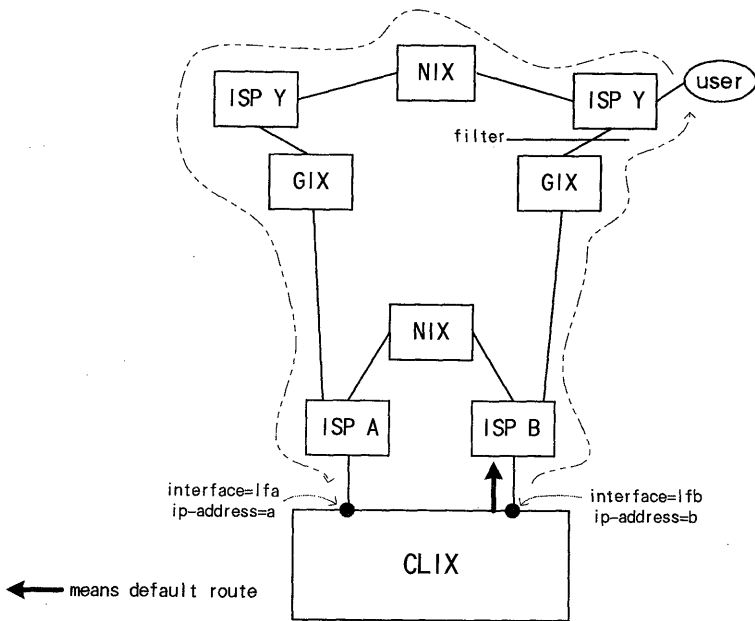 NIX
ISP Y
ISP Y
user
filter
GIX
GIX
NIX
ISP A
ISP B
interface=Ifa
ip-address=a
interface=Ifb
ip-address=b
CLIX
means default route